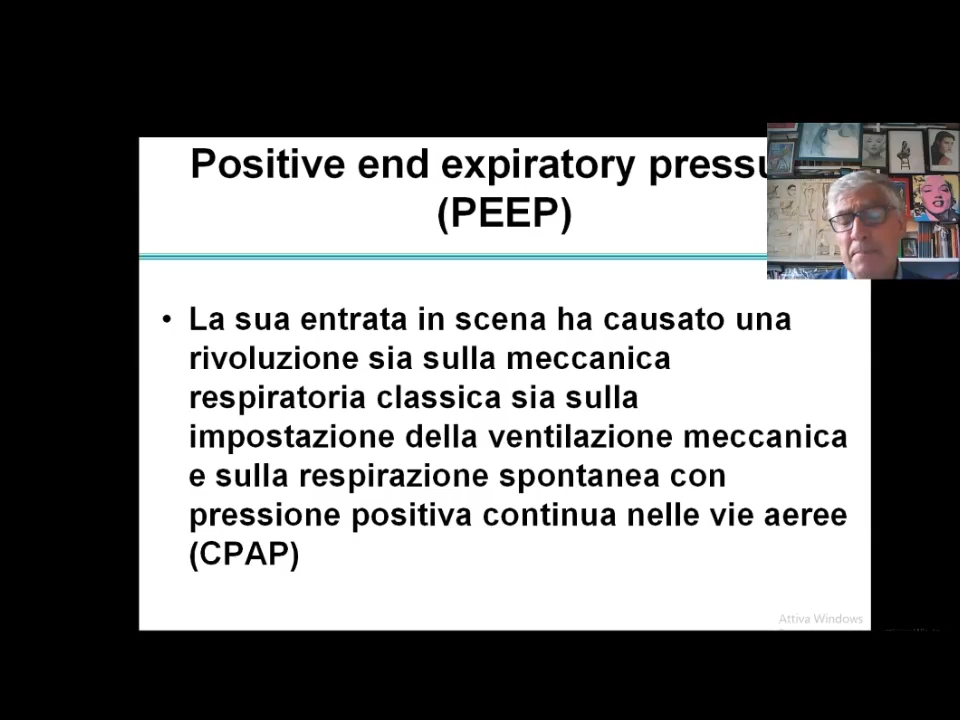 Positive end expiratory pressu
(PEEP)
• La sua entrata in scena ha causato una
rivoluzione sia sulla meccanica
respiratoria classica sia sulla
impostazione della ventilazione meccanica
e sulla respirazione spontanea con
pressione positiva continua nelle vie aeree
(CPAP)
Attiva Windows